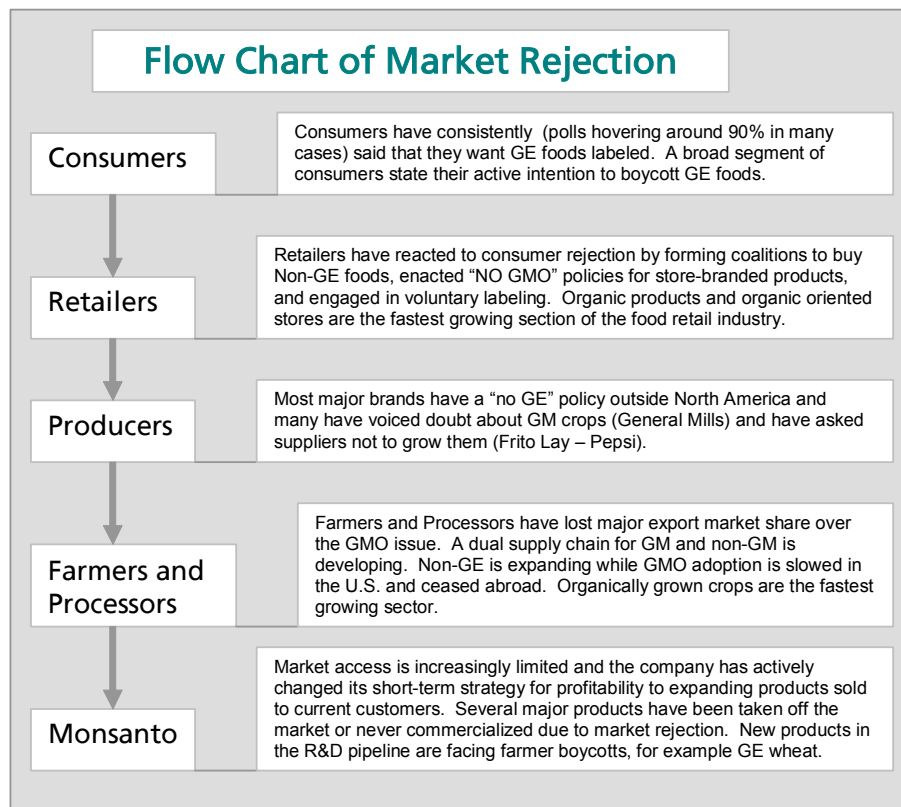 Flow Chart of Market Rejection
Consumers
Consumers have consistently (polls hovering around 90% in many
cases) said that they want GE foods labeled. A broad segment of
consumers state their active intention to boycott GE foods.
Retailers
Retailers have reacted to consumer rejection by forming coalitions to buy
Non-GE foods, enacted “NO GMO” policies for store-branded products,
and engaged in voluntary labeling. Organic products and organic oriented
stores are the fastest growing section of the food retail industry.
Producers
Most major brands have a “no GE” policy outside North America and
many have voiced doubt about GM crops (General Mills) and have asked
suppliers not to grow them (Frito Lay – Pepsi).
Farmers and
Processors
Farmers and Processors have lost major export market share over
the GMO issue. A dual supply chain for GM and non-GM is
developing. Non-GE is expanding while GMO adoption is slowed in
the U.S. and ceased abroad. Organically grown crops are the fastest
growing sector.
Monsanto
Market access is increasingly limited and the company has actively
changed its short-term strategy for profitability to expanding products sold
to current customers. Several major products have been taken off the
market or never commercialized due to market rejection. New products in
the R&D pipeline are facing farmer boycotts, for example GE wheat.